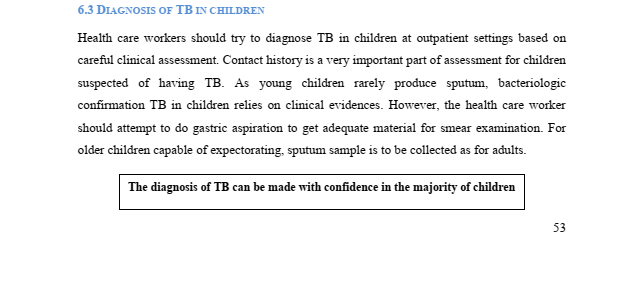 6.3 DIAGNOSIS OF TB IN CHILDREN
Health care workers should try to diagnose TB in children at outpatient settings based on
careful clinical assessment. Contact history is a very important part of assessment for children
suspected of having TB. As young children rarely produce sputum, bacteriologic
confirmation TB in children relies on clinical evidences. However, the health care worker
should attempt to do gastric aspiration to get adequate material for smear examination. For
older children capable of expectorating, sputum sample is to be collected as for adults.
The diagnosis of TB can be made with confidence in the majority of children
53